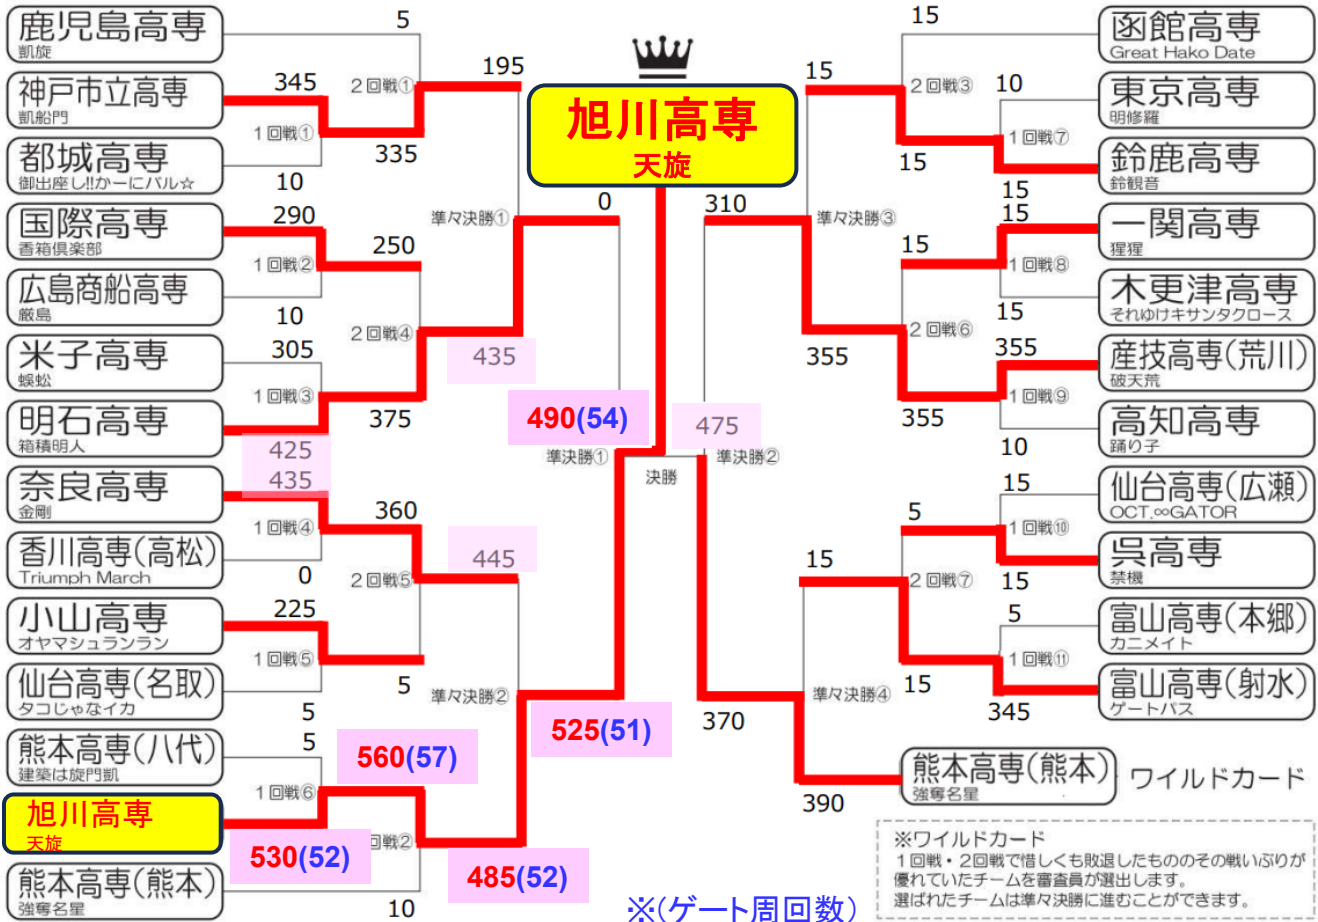 鹿児島高専
凱旋
神戸市立高専
凱船門
都城高専
御出座し!!かーにバル☆
国際高専
香箱倶楽部
広島商船高専
厳島
米子高専
蜈蚣
明石高専
箱積明人
奈良高専
金剛
香川高専(高松)
Triumph March
小山高専
オヤマシュランラン
仙台高専(名取)
タコじゃなイカ
熊本高専(八代)
建築は旋門凱
旭川高専
天旋
熊本高専(熊本)
強奪名星
5
345
1回戦①
10
290
1回戦②
10
305
1回戦③
425
435
1回戦④
0
225
1回戦⑤
5
5
1回戦⑥
530(52)
10
2回戦①
335
250
2回戦④
375
360
2回戦⑤
5
560(57)
回戦②
485(52)
195
準々決勝①
435
445
準々決勝②
525(51)
0
490(54)
準決勝①
旭川高専
天旋
決勝
310
475
準決勝②
370
15
準々決勝③
355
15
準々決勝④
390
15
2回戦③
15
15
2回戦⑥
355
5
2回戦⑦
15
10
1回戦⑦
15
15
1回戦⑧
15
355
1回戦⑨
10
15
1回戦⑩
15
5
1回戦⑪
345
函館高専
Great Hako Date
東京高専
明修羅
鈴鹿高専
鈴観音
一関高専
猩猩
木更津高専
それゆけキサンタクロース
産技高専(荒川)
破天荒
高知高専
踊り子
仙台高専(広瀬)
OCT.∞GATOR
呉高専
禁機
富山高専(本郷)
カニメイト
富山高専(射水)
ゲートパス
熊本高専(熊本)
強奪名星
ワイルドカード
※ワイルドカード
1回戦・2回戦で惜しくも敗退したもののその戦いぶりが
優れていたチームを審査員が選出します。
選ばれたチームは準々決勝に進むことができます。
※(ゲート周回数)